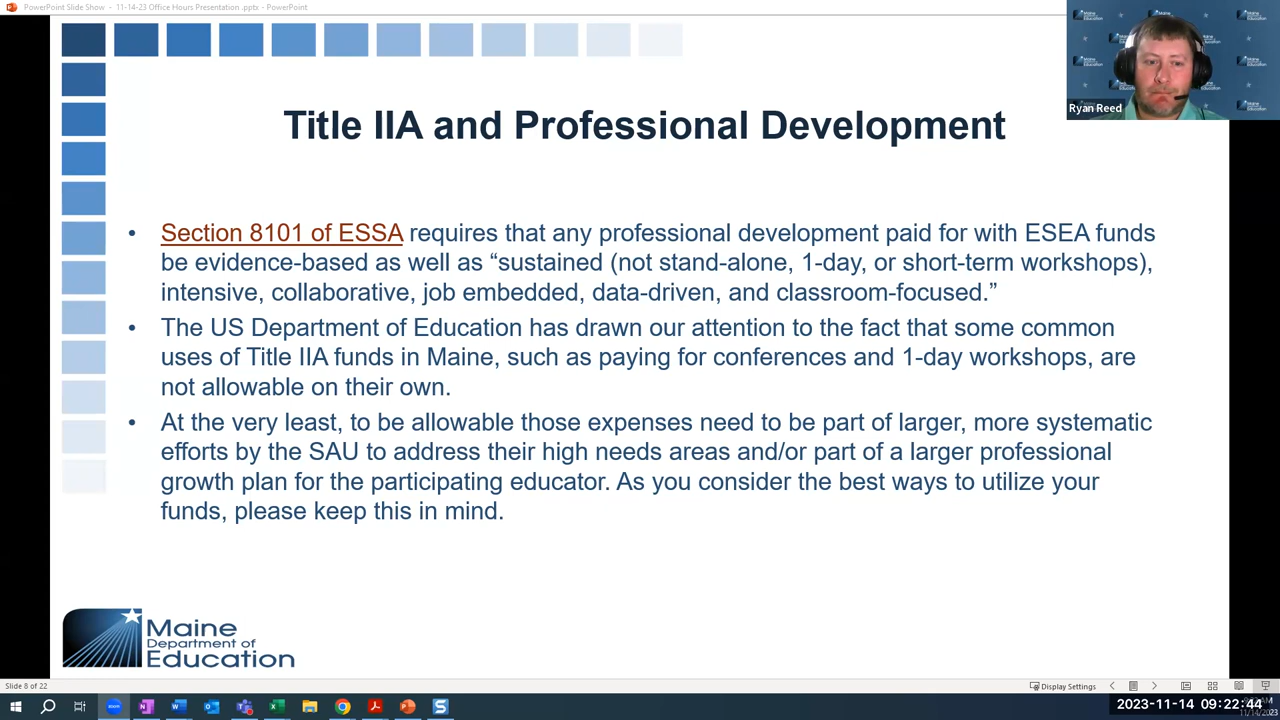 PowerPoint Slide Show - 11-14-23 Office Hours Presentation .pptx - PowerPoint
Ryan Reed
Title IIA and Professional Development
• Section 8101 of ESSA requires that any professional development paid for with ESEA funds
be evidence-based as well as “sustained (not stand-alone, 1-day, or short-term workshops),
intensive, collaborative, job embedded, data-driven, and classroom-focused.”
• The US Department of Education has drawn our attention to the fact that some common
uses of Title IIA funds in Maine, such as paying for conferences and 1-day workshops, are
not allowable on their own.
• At the very least, to be allowable those expenses need to be part of larger, more systematic
efforts by the SAU to address their high needs areas and/or part of a larger professional
growth plan for the participating educator. As you consider the best ways to utilize your
funds, please keep this in mind.
Maine
Department of
Education
Slide 8 of 22
Display Settings
2023-11-14 09:22:44